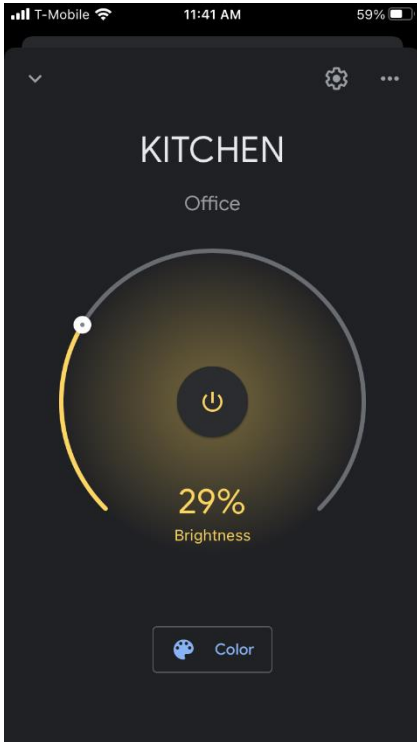 T-Mobile 11:41 AM 59%
KITCHEN
Office
29%
Brightness
Color